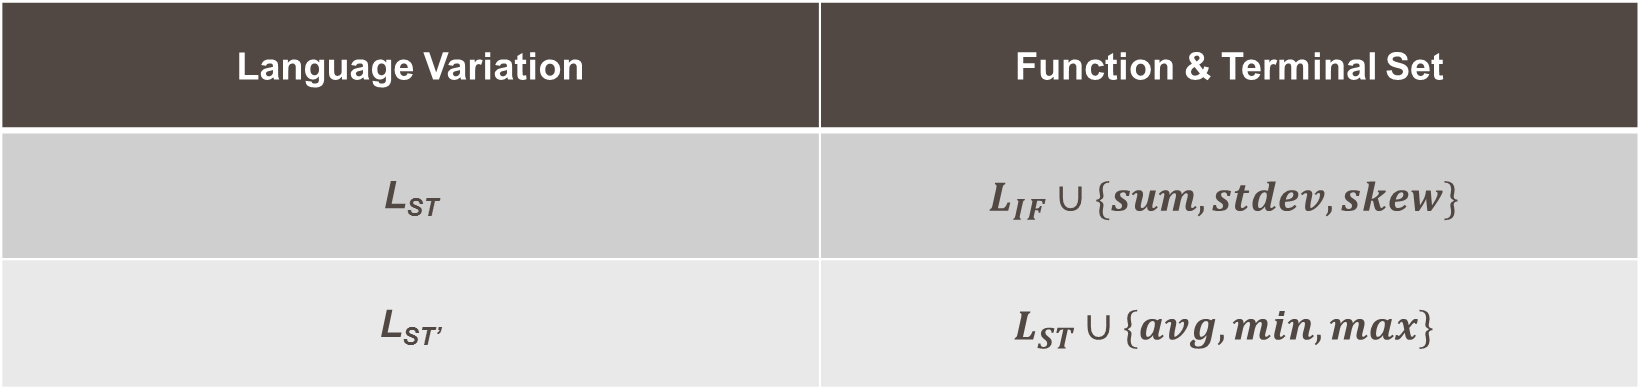 Language Variation Function & Terminal Set
L_ST L_IF ∪ {sum, stdev, skew}
L_ST’ L_ST ∪ {avg, min, max}